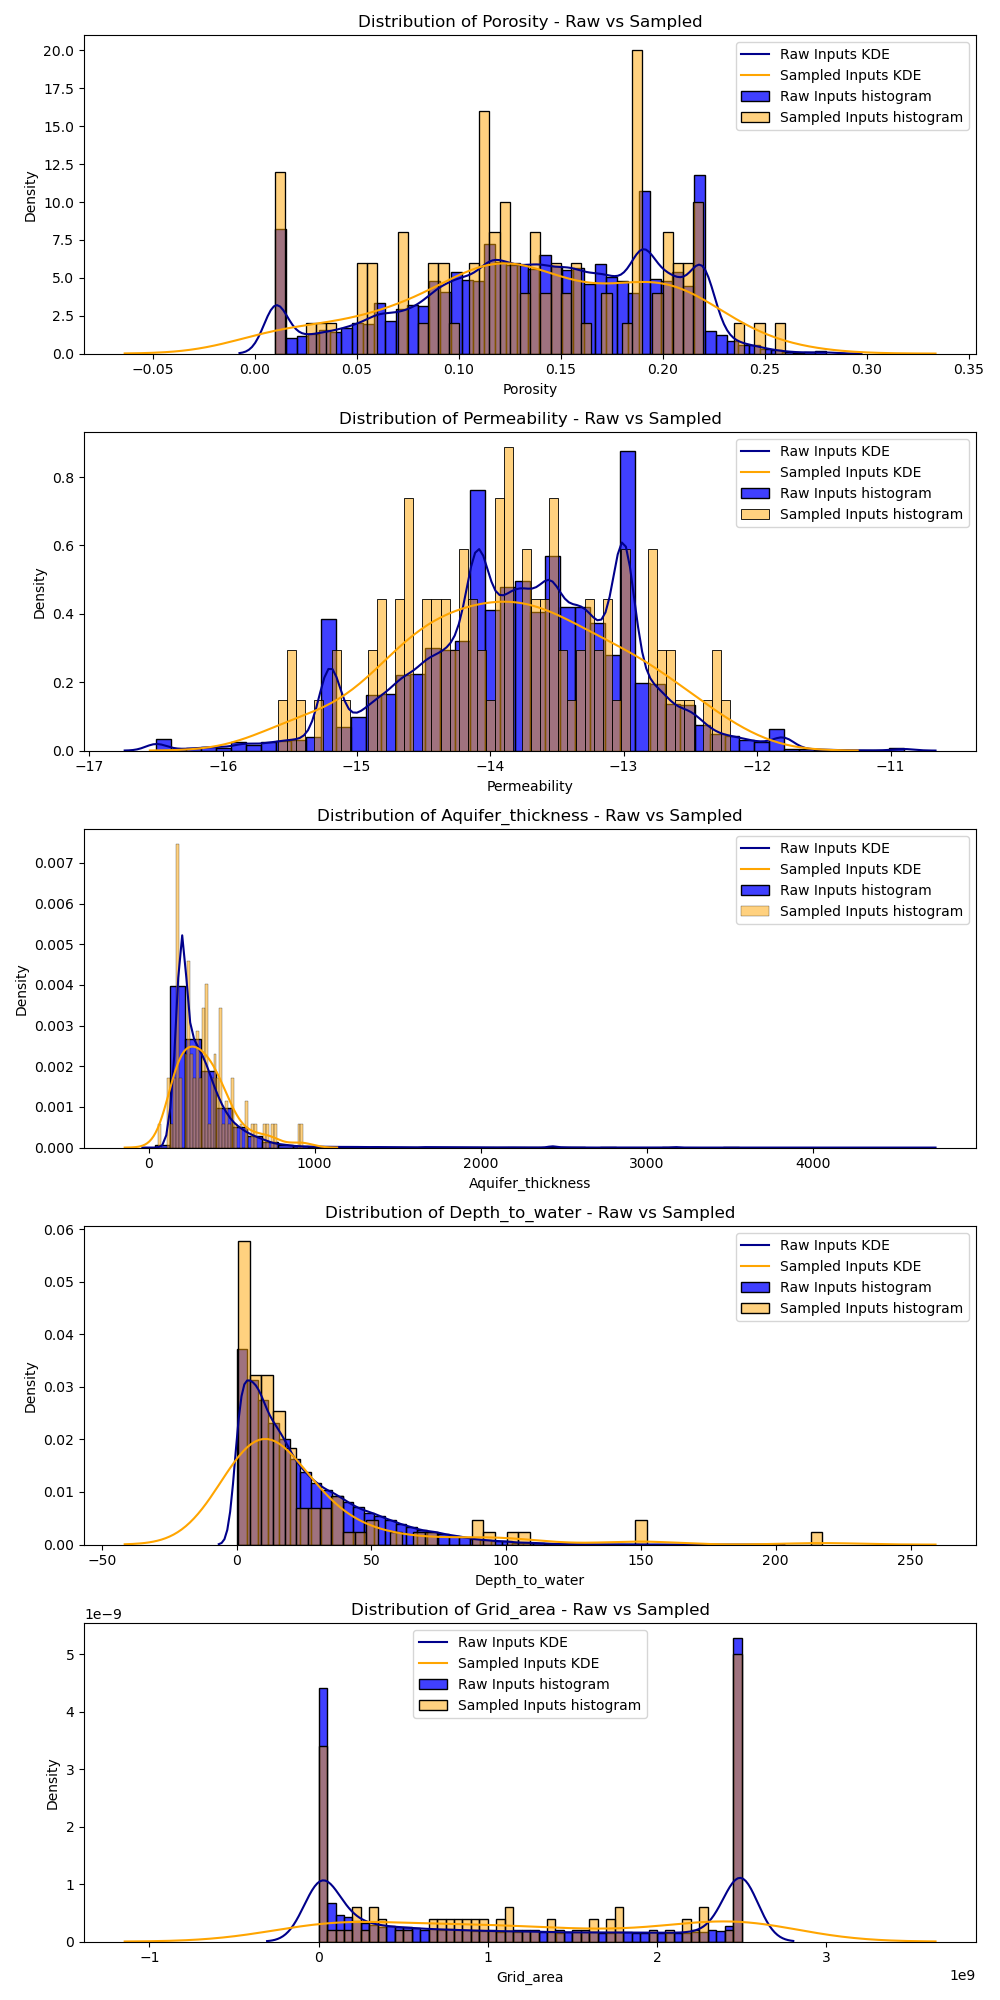 Distribution of Porosity - Raw vs Sampled
Raw Inputs KDE
Sampled Inputs KDE
Raw Inputs histogram
Sampled Inputs histogram
20.0
17.5
15.0
12.5
10.0
7.5
5.0
2.5
0.0
Density
−0.05 0.00 0.05 0.10 0.15 0.20 0.25 0.30 0.35
Porosity
Distribution of Permeability - Raw vs Sampled
Raw Inputs KDE
Sampled Inputs KDE
Raw Inputs histogram
Sampled Inputs histogram
0.8
0.6
0.4
0.2
0.0
Density
−17 −16 −15 −14 −13 −12 −11
Permeability
Distribution of Aquifer_thickness - Raw vs Sampled
Raw Inputs KDE
Sampled Inputs KDE
Raw Inputs histogram
Sampled Inputs histogram
0.007
0.006
0.005
0.004
0.003
0.002
0.001
0.000
Density
0 1000 2000 3000 4000
Aquifer_thickness
Distribution of Depth_to_water - Raw vs Sampled
Raw Inputs KDE
Sampled Inputs KDE
Raw Inputs histogram
Sampled Inputs histogram
0.06
0.05
0.04
0.03
0.02
0.01
0.00
Density
−50 0 50 100 150 200 250
Depth_to_water
1e−9
Distribution of Grid_area - Raw vs Sampled
Raw Inputs KDE
Sampled Inputs KDE
Raw Inputs histogram
Sampled Inputs histogram
5
4
3
2
1
0
Density
−1 0 1 2 3
Grid_area
1e9